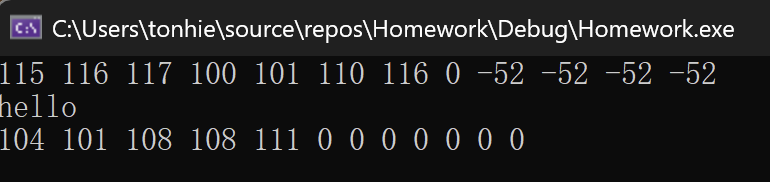 C:\Users\tonhie\source\repos\Homework\Debug\Homework.exe
115 116 117 100 101 110 116 0 -52 -52 -52 -52
hello
104 101 108 108 111 0 0 0 0 0 0 0